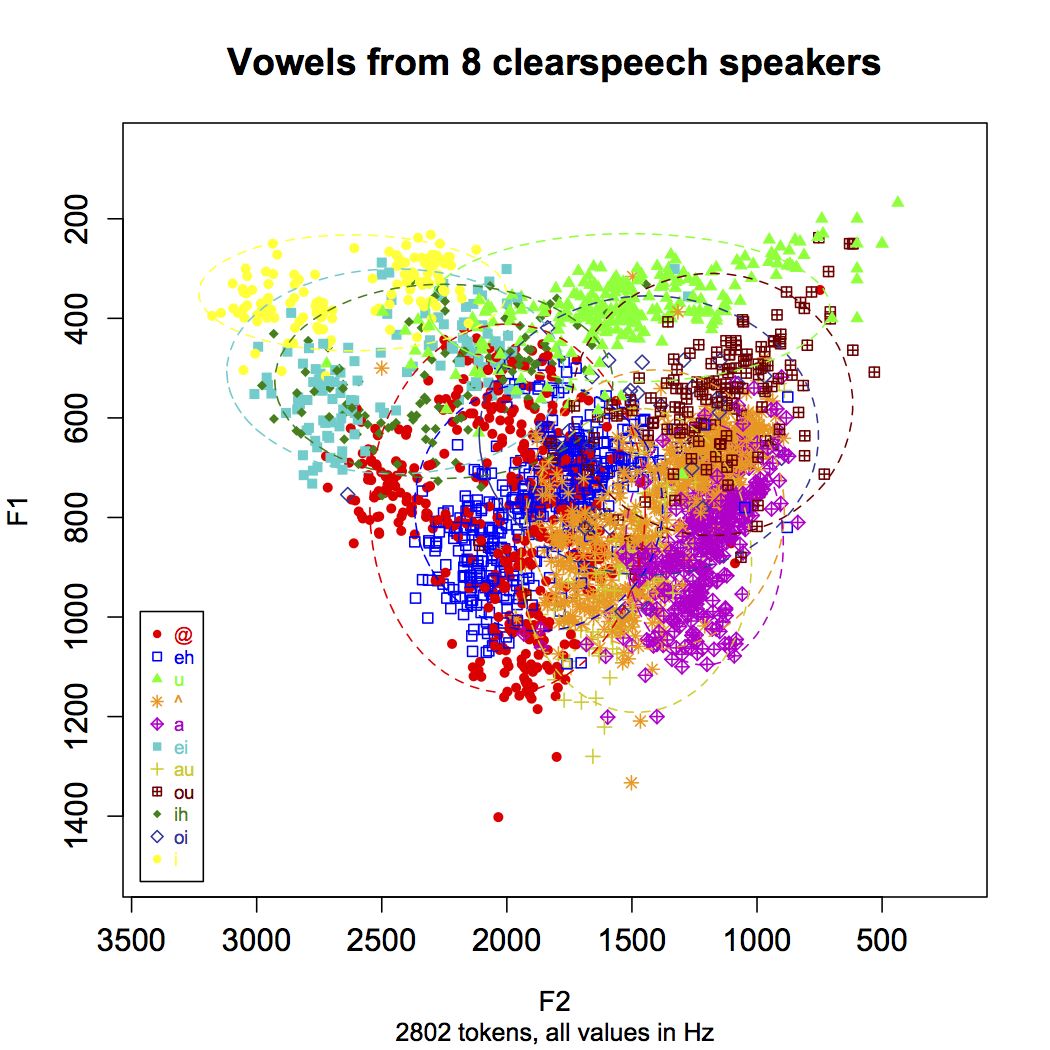 Vowels from 8 clearspeech speakers
F1
200
400
600
800
1000
1200
1400
@
eh
u
^
a
ei
au
ou
ih
oi
i
3500 3000 2500 2000 1500 1000 500
F2
2802 tokens, all values in Hz